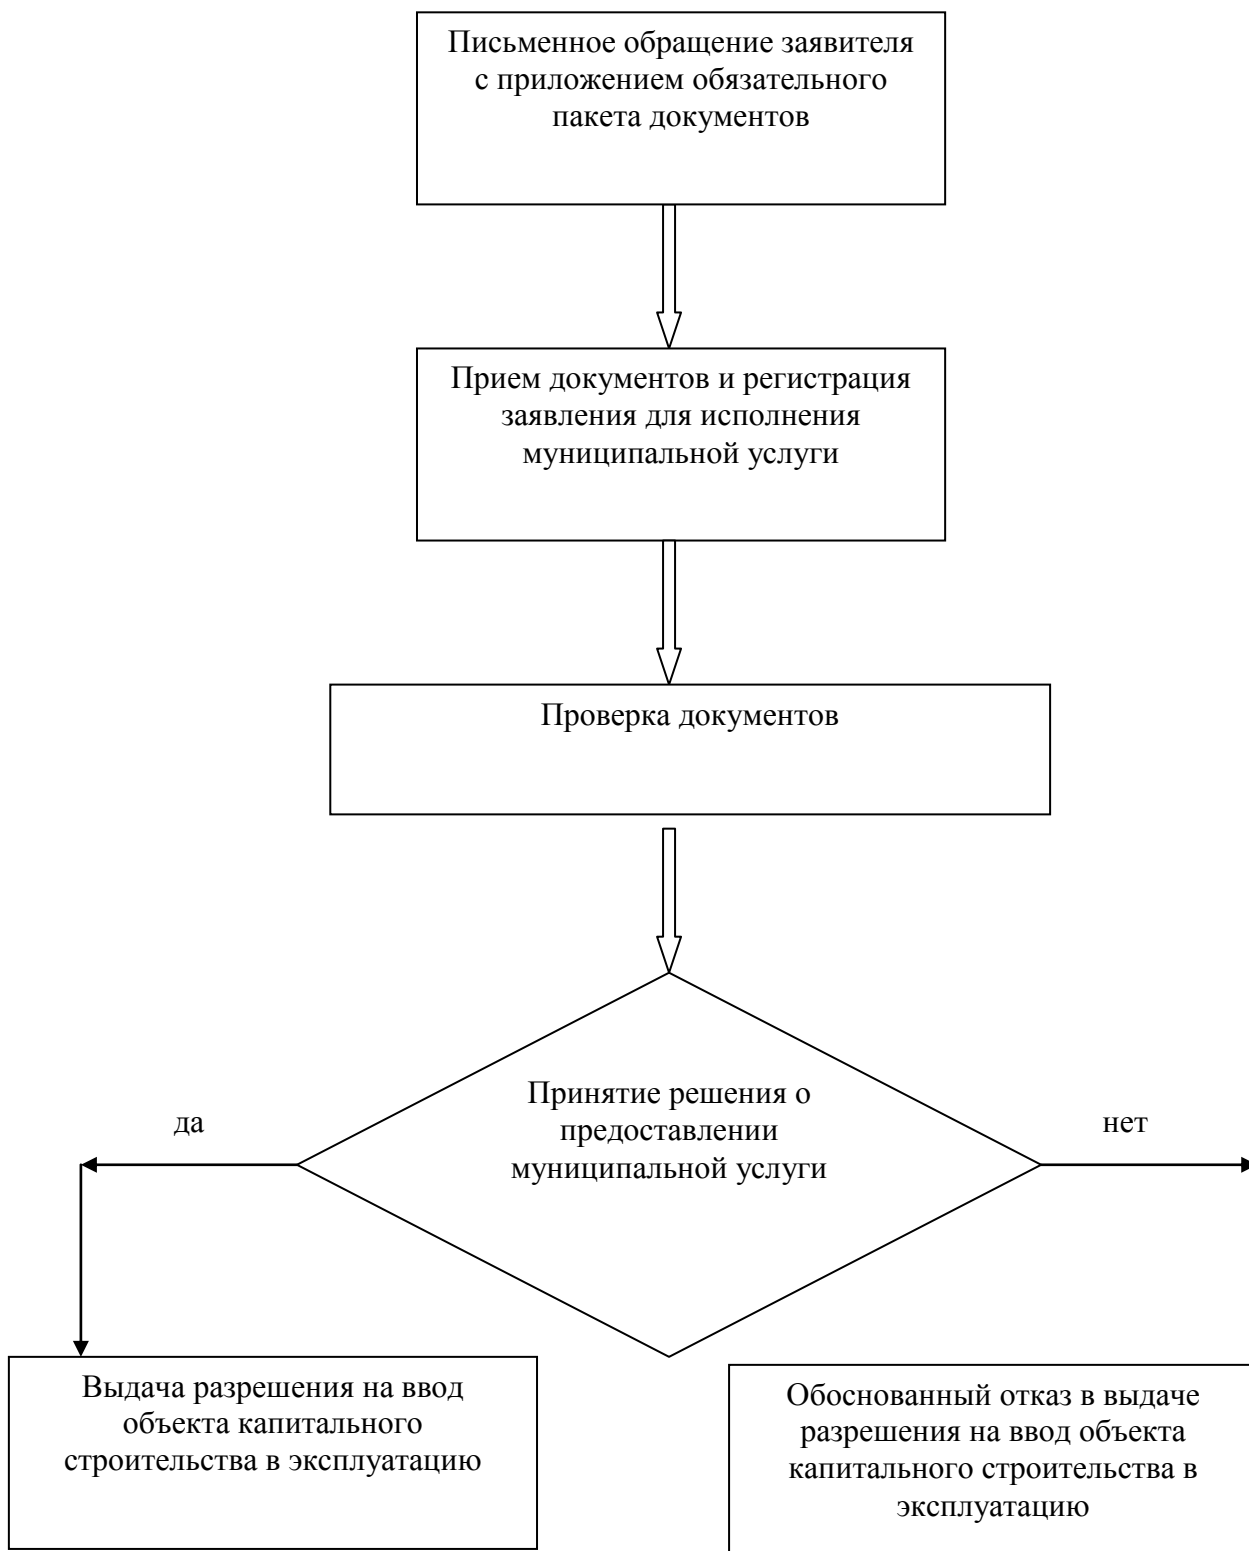 Письменное обращение заявителя
с приложением обязательного
пакета документов
Прием документов и регистрация
заявления для исполнения
муниципальной услуги
Проверка документов
Принятие решения о
предоставлении
муниципальной услуги
да
нет
Выдача разрешения на ввод
объекта капитального
строительства в эксплуатацию
Обоснованный отказ в выдаче
разрешения на ввод объекта
капитального строительства в
эксплуатацию